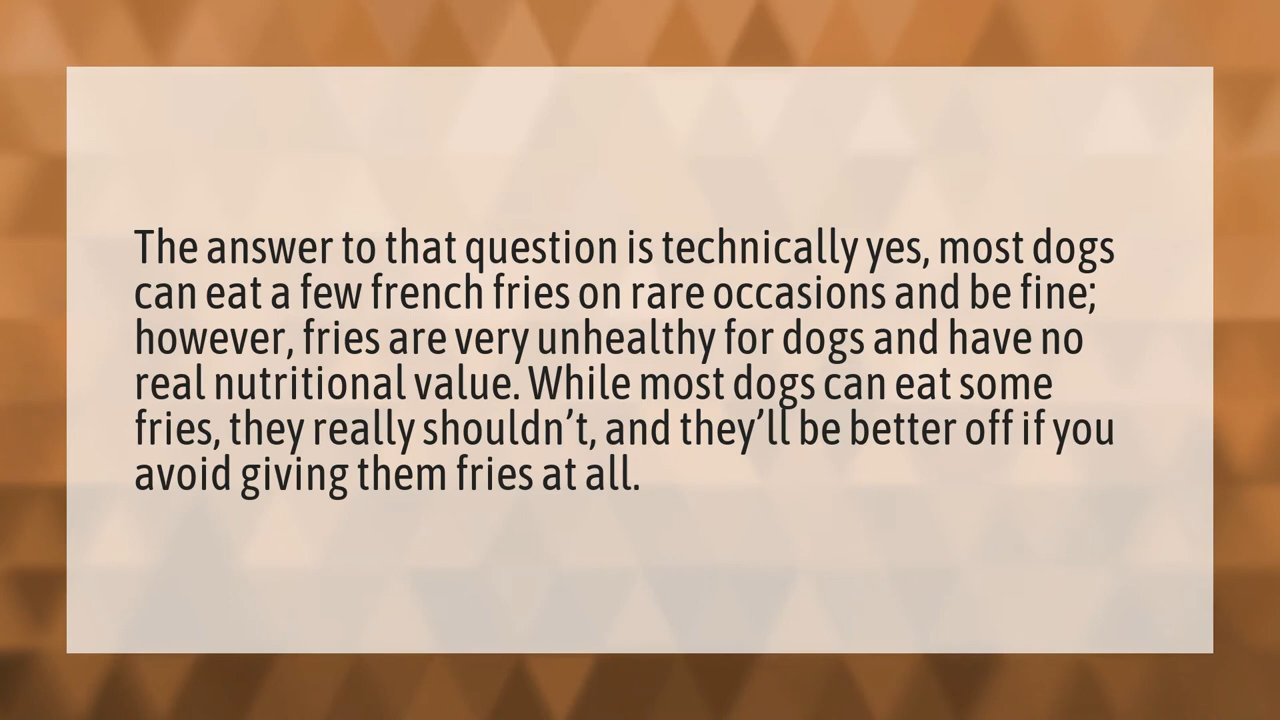 The answer to that question is technically yes, most dogs
can eat a few french fries on rare occasions and be fine;
however, fries are very unhealthy for dogs and have no
real nutritional value. While most dogs can eat some
fries, they really shouldn’t, and they’ll be better off if you
avoid giving them fries at all.